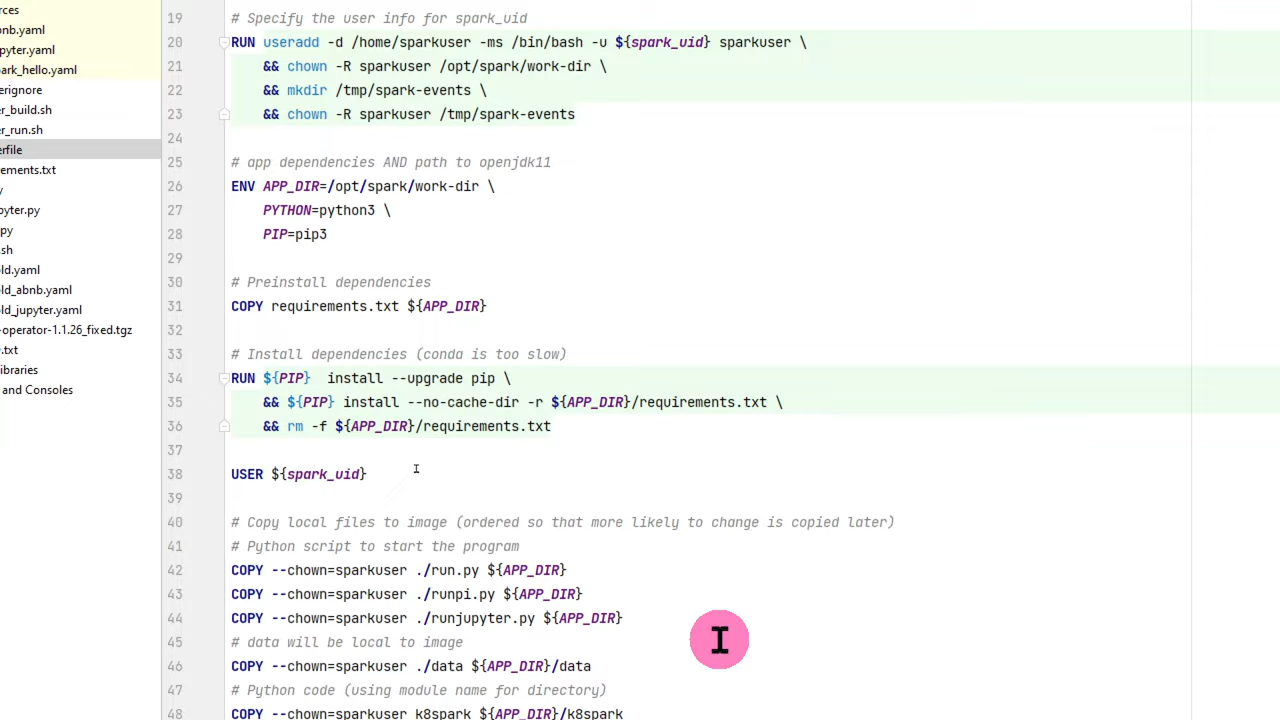 rces
nb.yaml
pyter.yaml
ark_hello.yaml
erignore
er_build.sh
er_run.sh
erfile
rements.txt
y
pyter.py
py
.sh
ld.yaml
ld_abnb.yaml
ld_jupyter.yaml
-operator-1.1.26_fixed.tgz
.txt
ibraries
and Consoles
19 # Specify the user info for spark_uid
20 RUN useradd -d /home/sparkuser -ms /bin/bash -u ${spark_uid} sparkuser \
21 && chown -R sparkuser /opt/spark/work-dir \
22 && mkdir /tmp/spark-events \
23 && chown -R sparkuser /tmp/spark-events
24
25 # app dependencies AND path to openjdk11
26 ENV APP_DIR=/opt/spark/work-dir \
27 PYTHON=python3 \
28 PIP=pip3
29
30 # Preinstall dependencies
31 COPY requirements.txt ${APP_DIR}
32
33 # Install dependencies (conda is too slow)
34 RUN ${PIP}  install --upgrade pip \
35 && ${PIP} install --no-cache-dir -r ${APP_DIR}/requirements.txt \
36 && rm -f ${APP_DIR}/requirements.txt
37
38 USER ${spark_uid}
39
40 # Copy local files to image (ordered so that more likely to change is copied later)
41 # Python script to start the program
42 COPY --chown=sparkuser ./run.py ${APP_DIR}
43 COPY --chown=sparkuser ./runpi.py ${APP_DIR}
44 COPY --chown=sparkuser ./runjupyter.py ${APP_DIR}
45 # data will be local to image
46 COPY --chown=sparkuser ./data ${APP_DIR}/data
47 # Python code (using module name for directory)
48 COPY --chown=sparkuser k8spark ${APP_DIR}/k8spark